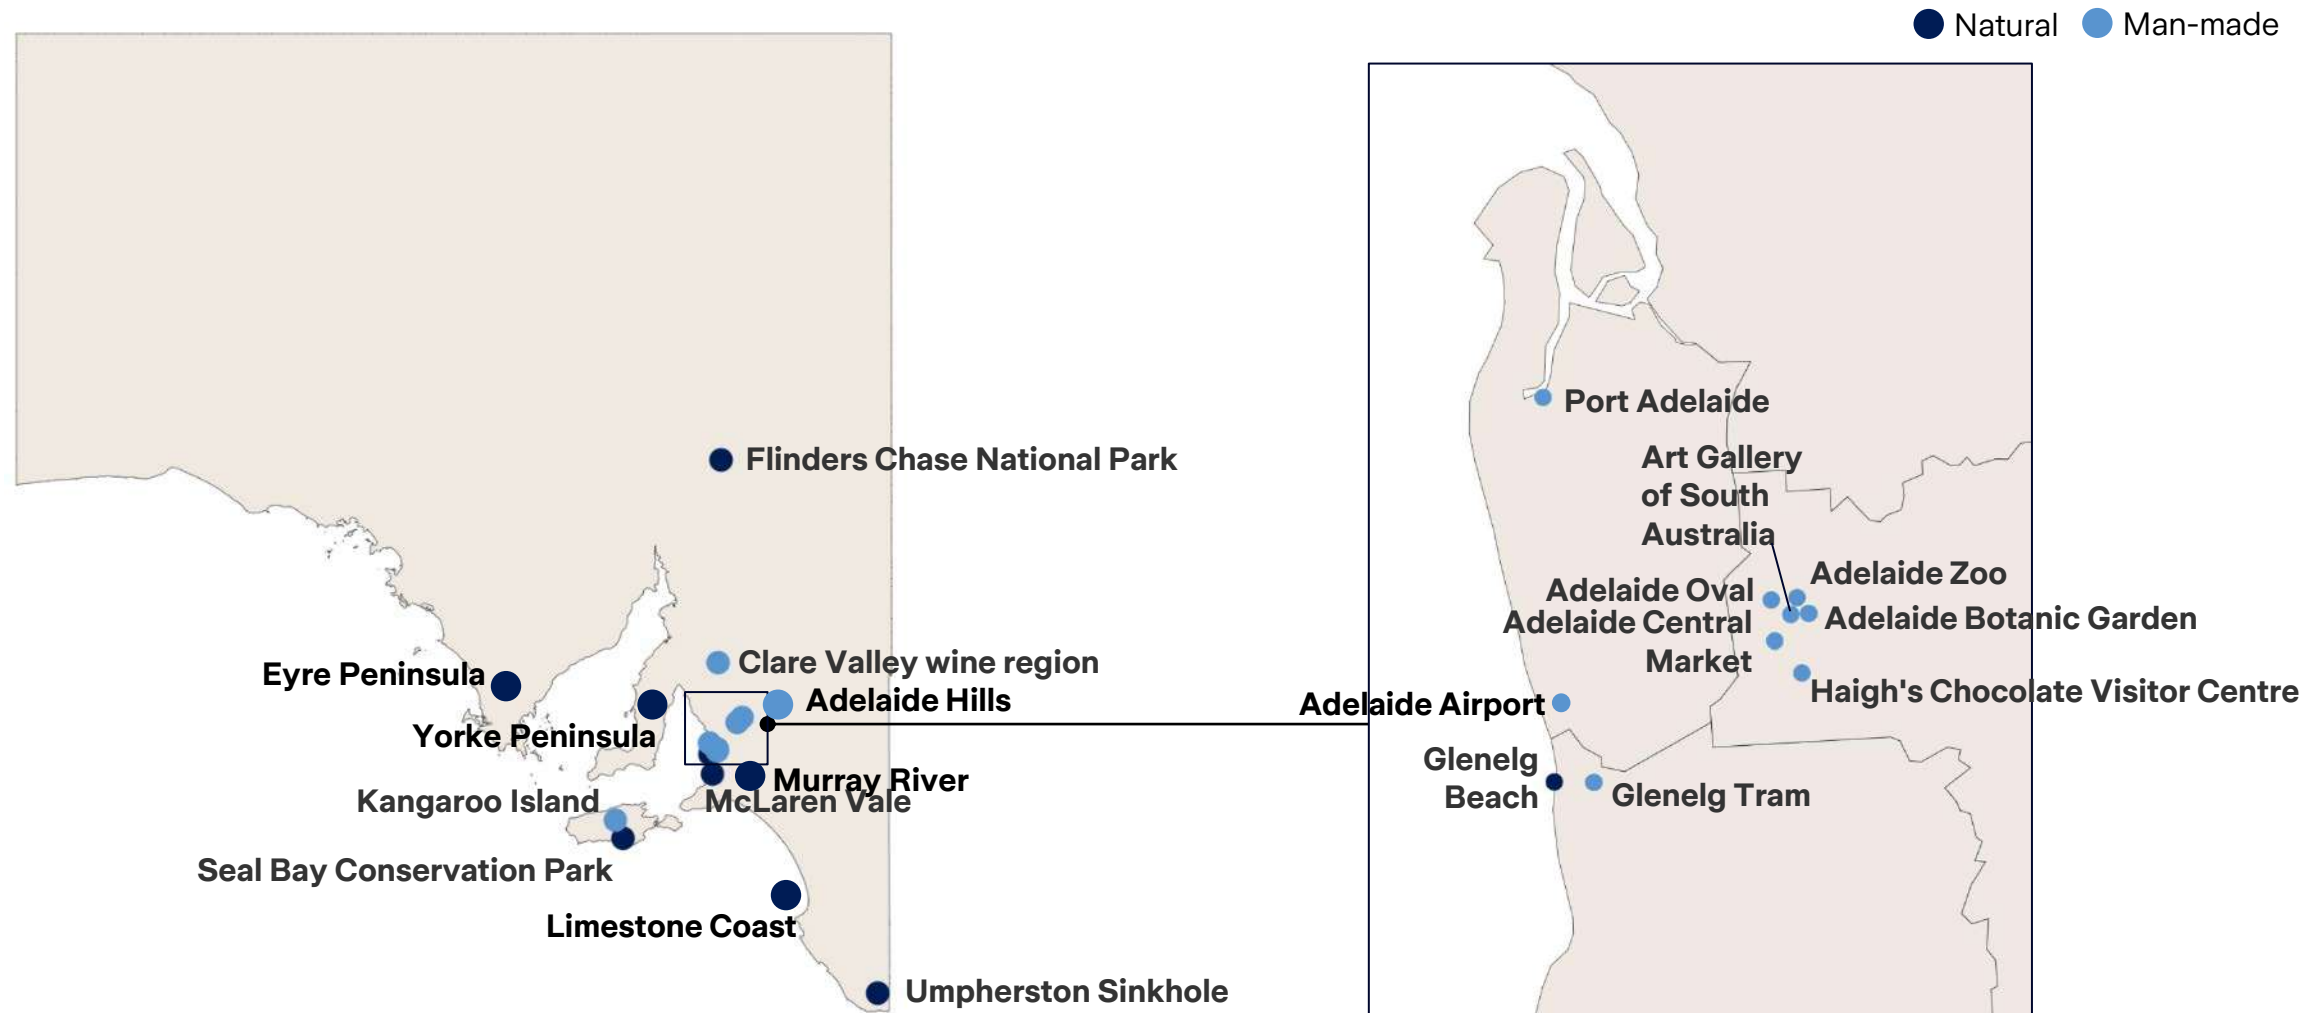 Natural
Man-made
Flinders Chase National Park
Clare Valley wine region
Eyre Peninsula
Adelaide Hills
Yorke Peninsula
Murray River
Kangaroo Island
McLaren Vale
Seal Bay Conservation Park
Limestone Coast
Umpherston Sinkhole
Port Adelaide
Art Gallery
of South
Australia
Adelaide Zoo
Adelaide Oval
Adelaide Botanic Garden
Adelaide Central
Market
Haigh's Chocolate Visitor Centre
Adelaide Airport
Glenelg
Beach
Glenelg Tram